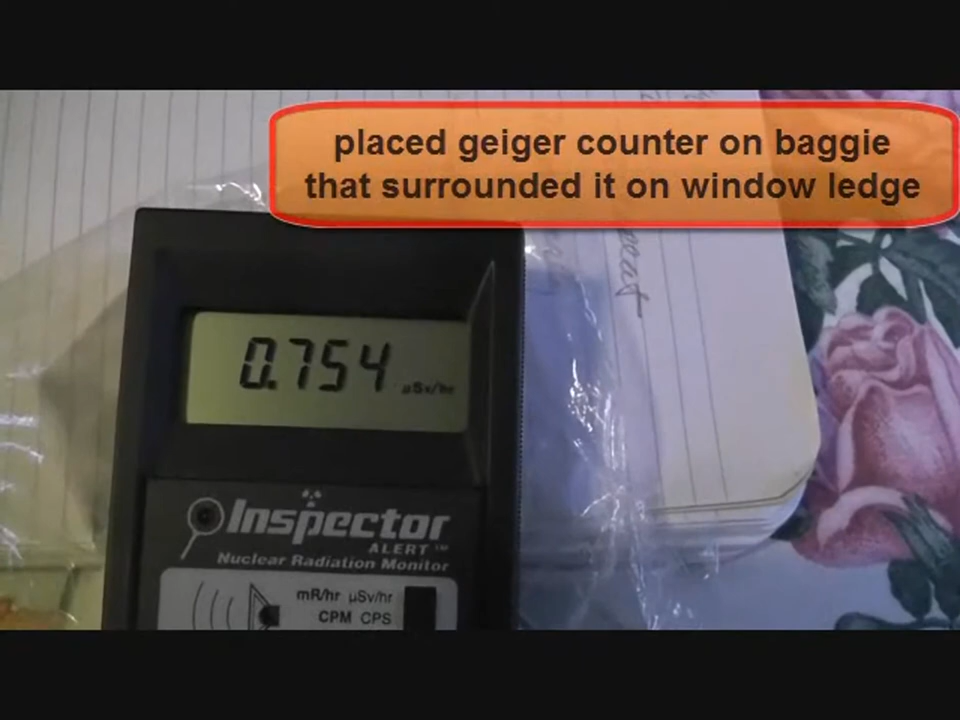 placed geiger counter on baggie
that surrounded it on window ledge
0.754 µSv/hr
Inspector
ALERT™
Nuclear Radiation Monitor
mR/hr µSv/hr
CPM CPS